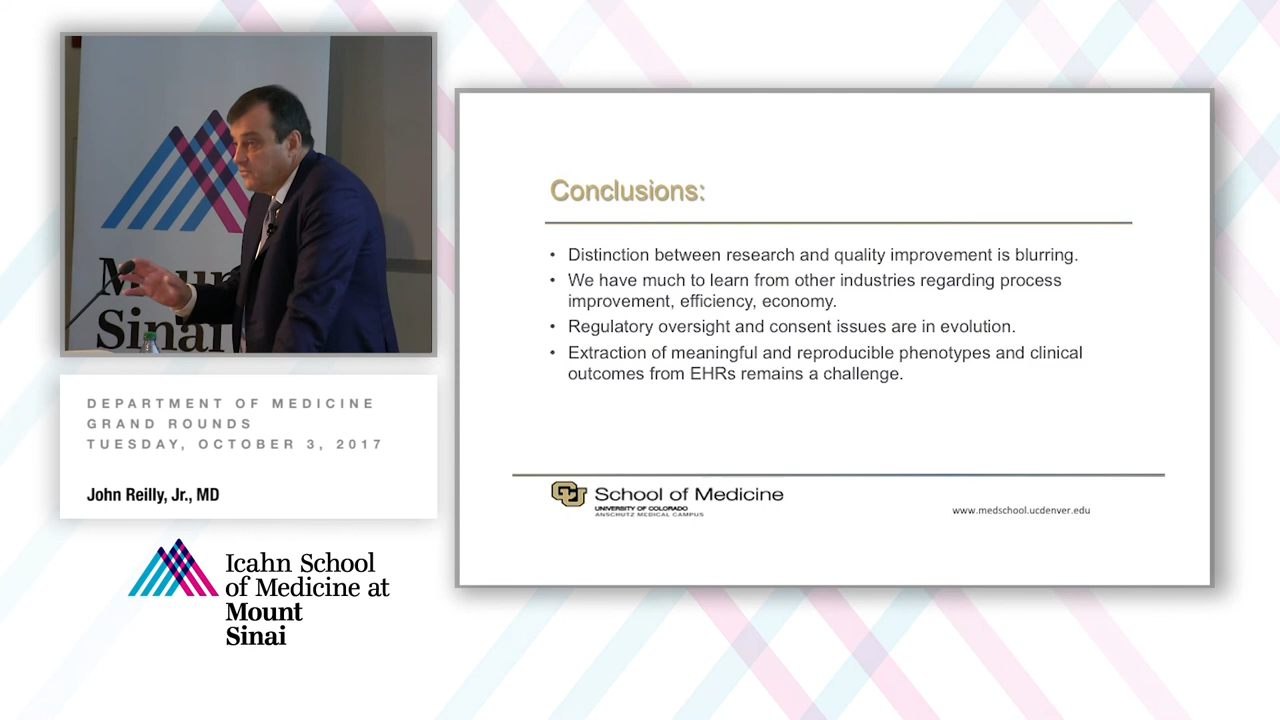 Mount
Sinai
DEPARTMENT OF MEDICINE
GRAND ROUNDS
TUESDAY, OCTOBER 3, 2017
John Reilly, Jr., MD
Icahn School
of Medicine at
Mount
Sinai
Conclusions:
• Distinction between research and quality improvement is blurring.
• We have much to learn from other industries regarding process
improvement, efficiency, economy.
• Regulatory oversight and consent issues are in evolution.
• Extraction of meaningful and reproducible phenotypes and clinical
outcomes from EHRs remains a challenge.
CU School of Medicine
UNIVERSITY OF COLORADO
ANSCHUTZ MEDICAL CAMPUS
www.medschool.ucdenver.edu